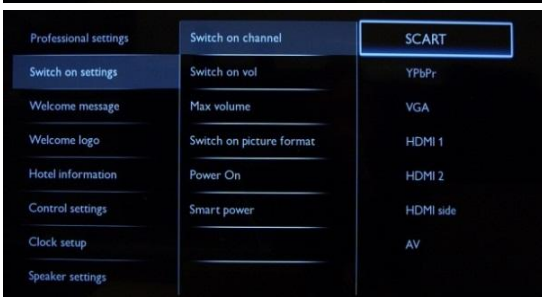 Professional settings
Switch on settings
Welcome message
Welcome logo
Hotel information
Control settings
Clock setup
Speaker settings
Switch on channel
Switch on vol
Max volume
Switch on picture format
Power On
Smart power
SCART
YPbPr
VGA
HDMI 1
HDMI 2
HDMI side
AV